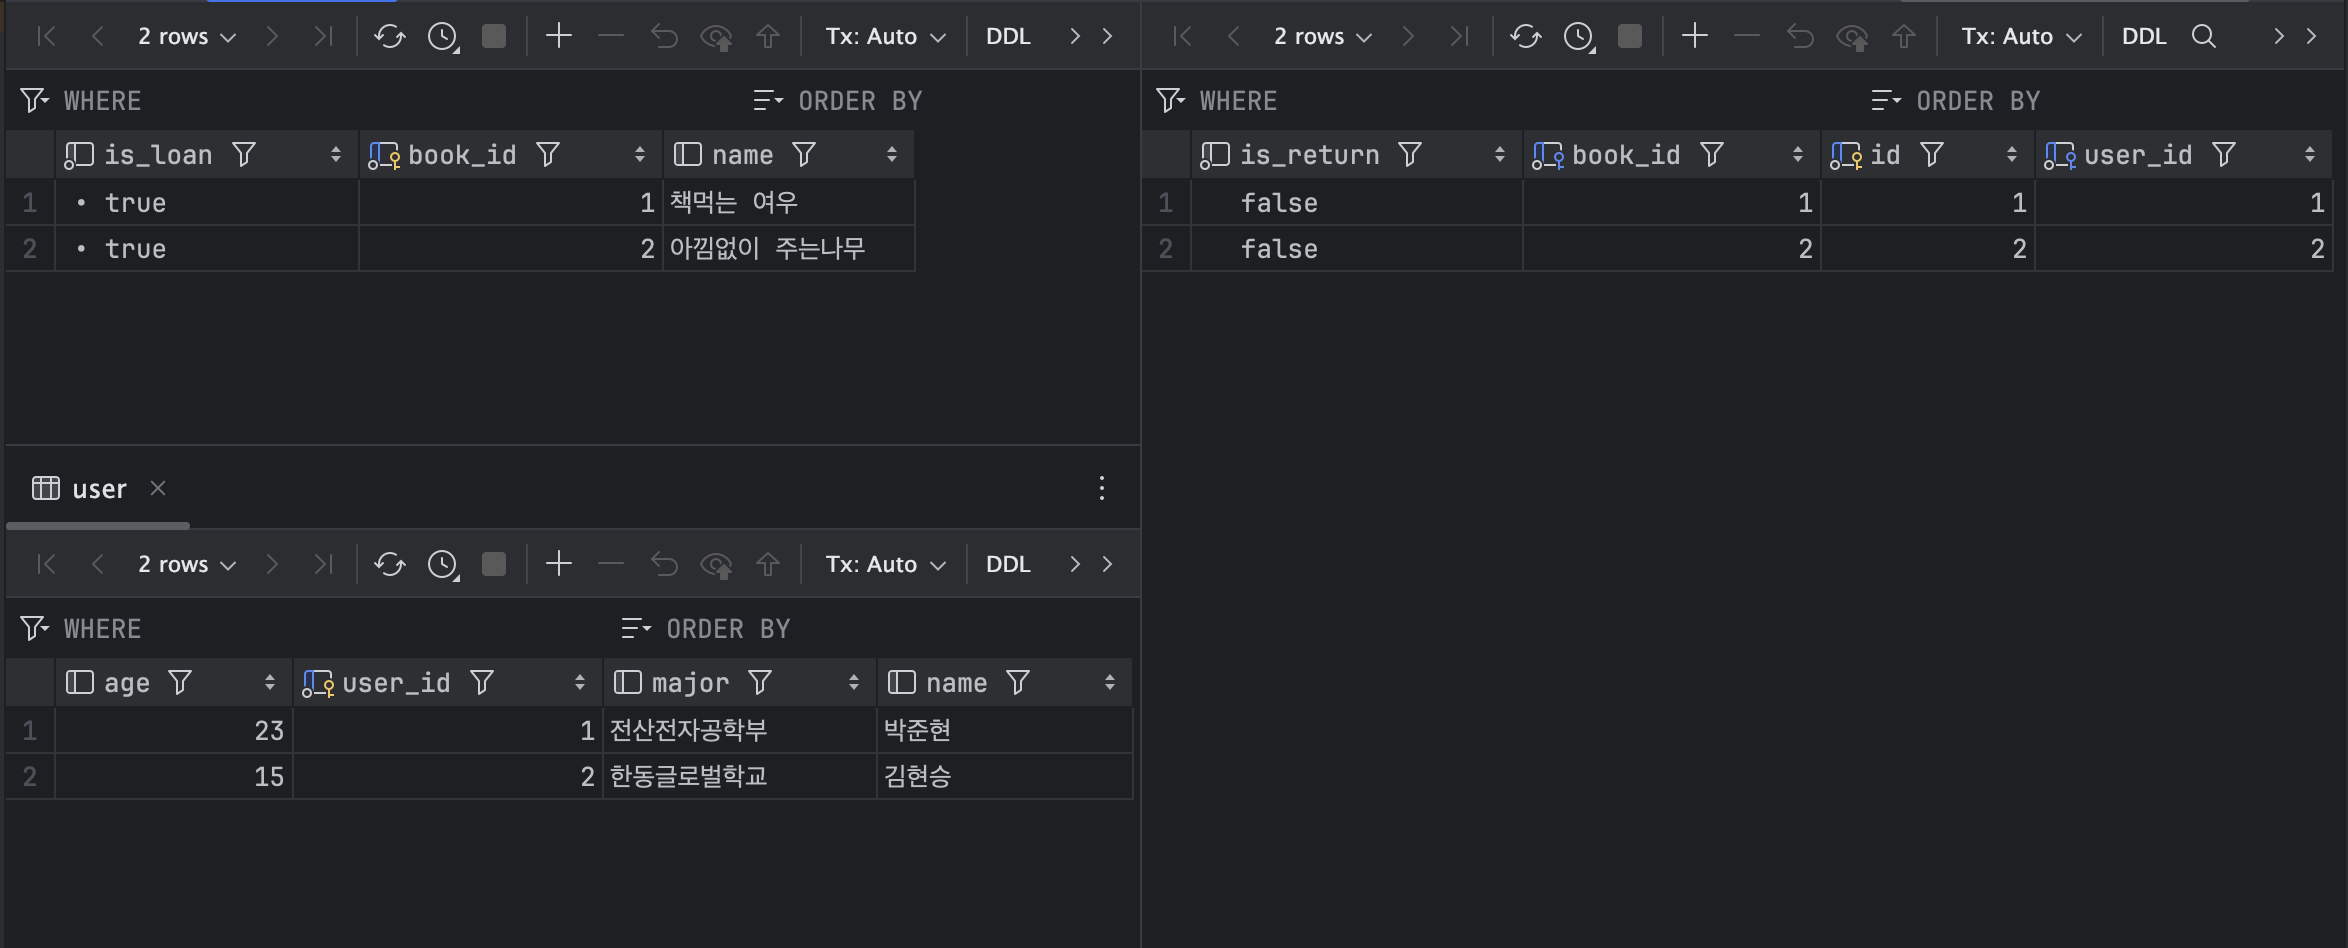 2 rows Tx: Auto DDL
WHERE ORDER BY
is_loan book_id name
1 true 1 책먹는 여우
2 true 2 아낌없이 주는나무
user
2 rows Tx: Auto DDL
WHERE ORDER BY
age user_id major name
1 23 1 전산전자공학부 박준현
2 15 2 한동글로벌학교 김현승
2 rows Tx: Auto DDL
WHERE ORDER BY
is_return book_id id user_id
1 false 1 1 1
2 false 2 2 2